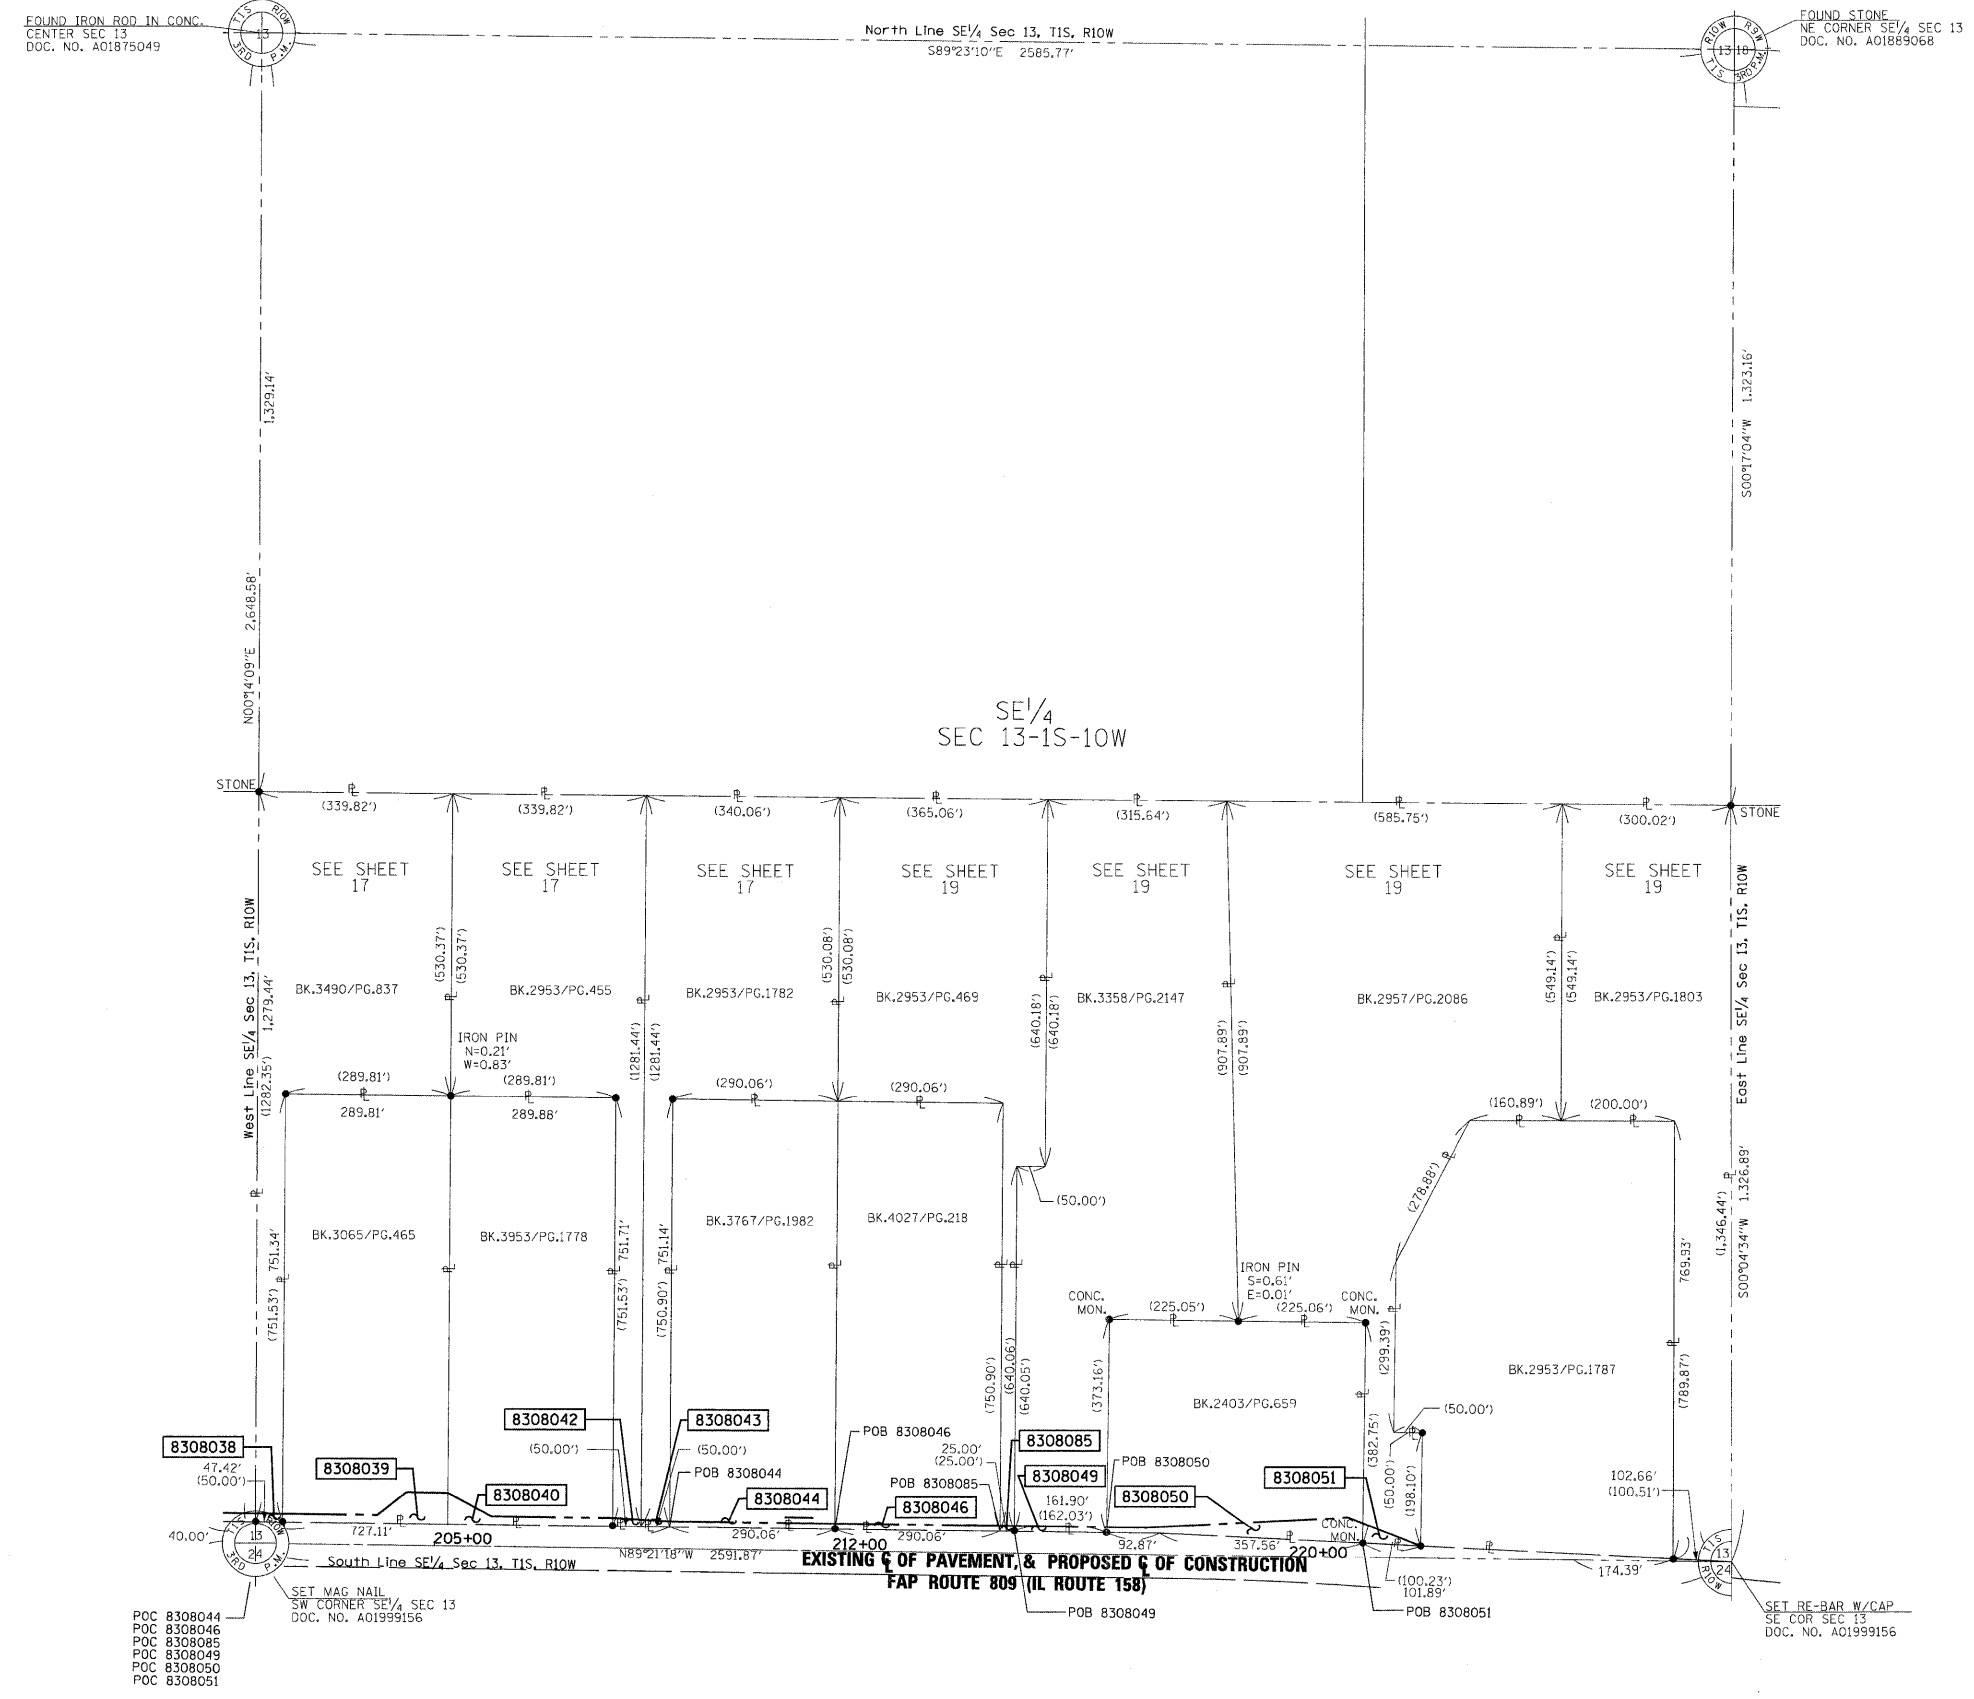 FOUND IRON ROD IN CONC.
CENTER SEC 13
DOC. NO. A01875049
T1S R10W
13
3RD P.M.
North Line SE1/4 Sec 13, T1S, R10W
S89°23'10"E 2585.77'
R10W R9W
13 18
T1S 3RD P.M.
FOUND STONE
NE CORNER SE1/4 SEC 13
DOC. NO. A01889068
1,329.14'
N00°14'09"E 2,648.58'
S00°17'04"W 1,323.16'
SE1/4
SEC 13-1S-10W
STONE
(339.82')
(339.82')
(340.06')
(365.06')
(315.64')
(585.75')
(300.02')
STONE
SEE SHEET
17
SEE SHEET
17
SEE SHEET
17
SEE SHEET
19
SEE SHEET
19
SEE SHEET
19
SEE SHEET
19
West Line SE1/4 Sec 13, T1S, R10W
(1282.35') 1,279.44'
(530.37')
(530.37')
(530.08')
(530.08')
(640.18')
(640.18')
(907.89')
(907.89')
(549.14')
(549.14')
East Line SE1/4 Sec 13, T1S, R10W
BK.3490/PG.837
BK.2953/PG.455
BK.2953/PG.1782
BK.2953/PG.469
BK.3358/PG.2147
BK.2957/PG.2086
BK.2953/PG.1803
IRON PIN
N=0.21'
W=0.83'
(1281.44')
(1281.44')
(289.81')
289.81'
(289.81')
289.88'
(290.06')
(290.06')
(160.89')
(200.00')
(278.88')
(50.00')
BK.3065/PG.465
BK.3953/PG.1778
BK.3767/PG.1982
BK.4027/PG.218
(751.53') 751.34'
(751.53') 751.71'
(750.90') 751.14'
(750.90')
(640.06')
(640.05')
IRON PIN
S=0.61'
E=0.01'
CONC.
MON.
(225.05')
(225.06')
CONC.
MON.
(373.16')
(299.39')
(382.75')
769.93'
(789.87')
(1,346.44')
S00°04'34"W 1,326.89'
BK.2403/PG.659
BK.2953/PG.1787
8308038
47.42'
(50.00')
8308039
8308040
8308042
(50.00')
8308043
(50.00')
POB 8308044
8308044
POB 8308046
25.00'
(25.00')
POB 8308085
8308046
8308085
8308049
161.90'
(162.03')
POB 8308050
8308050
8308051
(50.00')
(50.00')
(198.10')
102.66'
(100.51')
40.00'
T1S R10W
13
24
3RD P.M.
727.11'
205+00
290.06'
212+00
290.06'
92.87'
357.56'
220+00
CONC.
MON.
(100.23')
101.89'
174.39'
T1S
13
24
R10W
South Line SE1/4 Sec 13, T1S, R10W
N89°21'18"W 2591.87'
EXISTING ℄ OF PAVEMENT, & PROPOSED ℄ OF CONSTRUCTION
FAP ROUTE 809 (IL ROUTE 158)
SET MAG NAIL
SW CORNER SE1/4 SEC 13
DOC. NO. A01999156
POB 8308049
POB 8308051
SET RE-BAR W/CAP
SE COR SEC 13
DOC. NO. A01999156
POC 8308044
POC 8308046
POC 8308085
POC 8308049
POC 8308050
POC 8308051